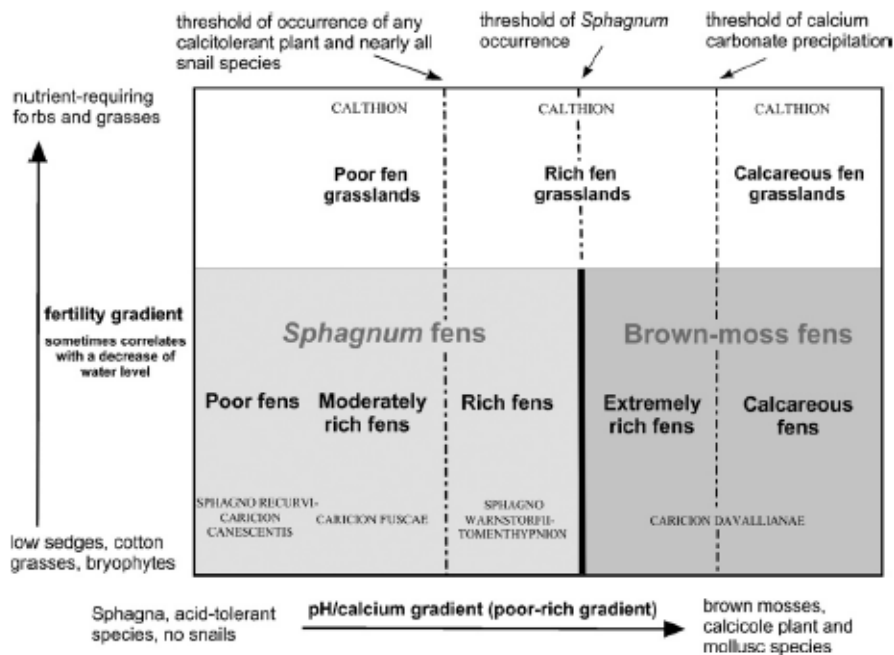 threshold of occurrence of any
calcitolerant plant and nearly all
snail species
threshold of Sphagnum
occurrence
threshold of calcium
carbonate precipitation
nutrient-requiring
forbs and grasses
CALTHION
CALTHION
CALTHION
Poor fen
grasslands
Rich fen
grasslands
Calcareous fen
grasslands
fertility gradient
sometimes correlates
with a decrease of
water level
Sphagnum fens
Brown-moss fens
Poor fens
Moderately
rich fens
Rich fens
Extremely
rich fens
Calcareous
fens
SPHAGNO RECURVI-
CARICION
CANESCENTIS
CARICION FUSCAE
SPHAGNO
WARNSTORFII-
TOMENTHYPNION
CARICION DAVALLIANAE
low sedges, cotton
grasses, bryophytes
Sphagna, acid-tolerant
species, no snails
pH/calcium gradient (poor-rich gradient)
brown mosses,
calcicole plant and
mollusc species